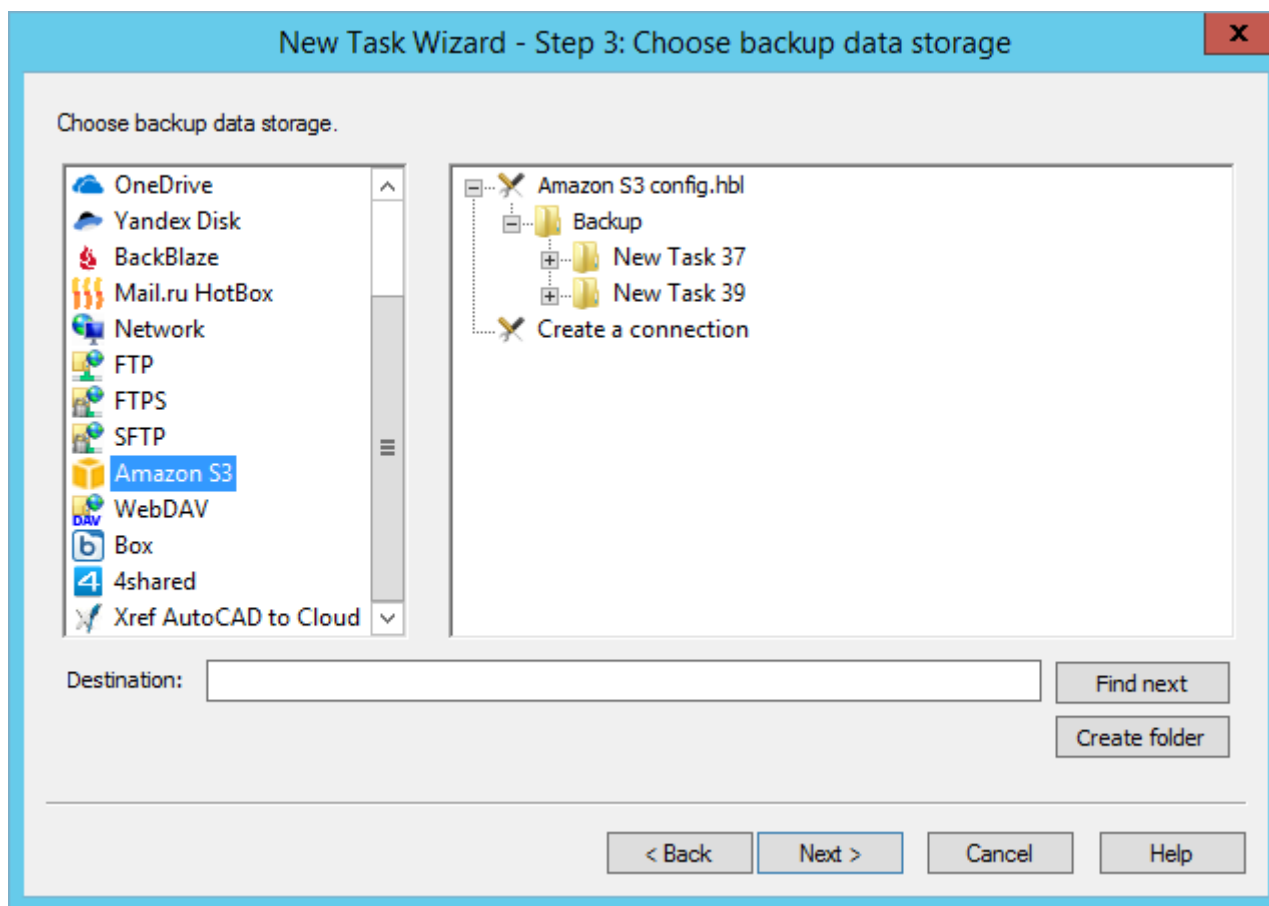 New Task Wizard - Step 3: Choose backup data storage
x
Choose backup data storage.
OneDrive
Yandex Disk
BackBlaze
Mail.ru HotBox
Network
FTP
FTPS
SFTP
Amazon S3
DAV WebDAV
b Box
4 4shared
Xref AutoCAD to Cloud
Amazon S3 config.hbl
Backup
New Task 37
New Task 39
Create a connection
Destination:
Find next
Create folder
< Back Next > Cancel Help